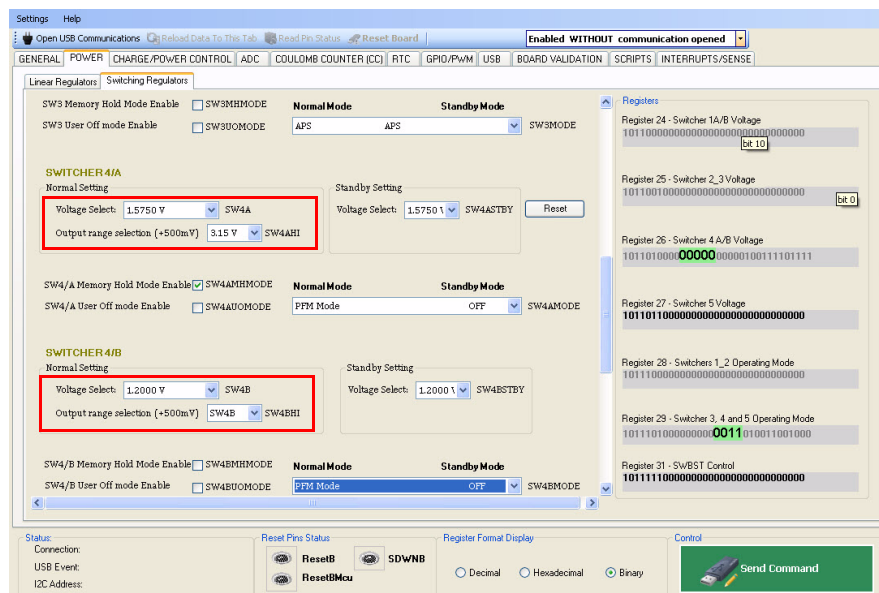 Settings Help
Open USB Communications Reload Data To This Tab Read Pin Status Reset Board Enabled WITHOUT communication opened
GENERAL POWER CHARGE/POWER CONTROL ADC COULOMB COUNTER (CC) RTC GPIO/PWM USB BOARD VALIDATION SCRIPTS INTERRUPTS/SENSE
Linear Regulators Switching Regulators
SW3 Memory Hold Mode Enable SW3MHMODE Normal Mode Standby Mode
SW3 User Off mode Enable SW3UOMODE APS APS SW3MODE
SWITCHER 4/A
Normal Setting Standby Setting
Voltage Select: 1.5750 V SW4A Voltage Select: 1.5750 \ SW4ASTBY Reset
Output range selection (+500mV) 3.15 V SW4AHI
SW4/A Memory Hold Mode Enable SW4AMHMODE Normal Mode Standby Mode
SW4/A User Off mode Enable SW4AUOMODE PFM Mode OFF SW4AMODE
SWITCHER 4/B
Normal Setting Standby Setting
Voltage Select: 1.2000 V SW4B Voltage Select: 1.2000 \ SW4BSTBY
Output range selection (+500mV) SW4B SW4BHI
SW4/B Memory Hold Mode Enable SW4BMHMODE Normal Mode Standby Mode
SW4/B User Off mode Enable SW4BUOMODE PFM Mode OFF SW4BMODE
Registers
Register 24 - Switcher 1A/B Voltage
bit 10
Register 25 - Switcher 2_3 Voltage
101100100000000000000000000000
bit 0
Register 26 - Switcher 4 A/B Voltage
1011010000000000000100111101111
Register 27 - Switcher 5 Voltage
Register 28 - Switchers 1_2 Operating Mode
Register 29 - Switcher 3, 4 and 5 Operating Mode
1011101000000000011010011001000
Register 31 - SWBST Control
Status:
Connection:
USB Event:
I2C Address:
Reset Pins Status
ResetB SDWNB
ResetBMcu
Register Format Display
Decimal Hexadecimal Binary
Control
Send Command